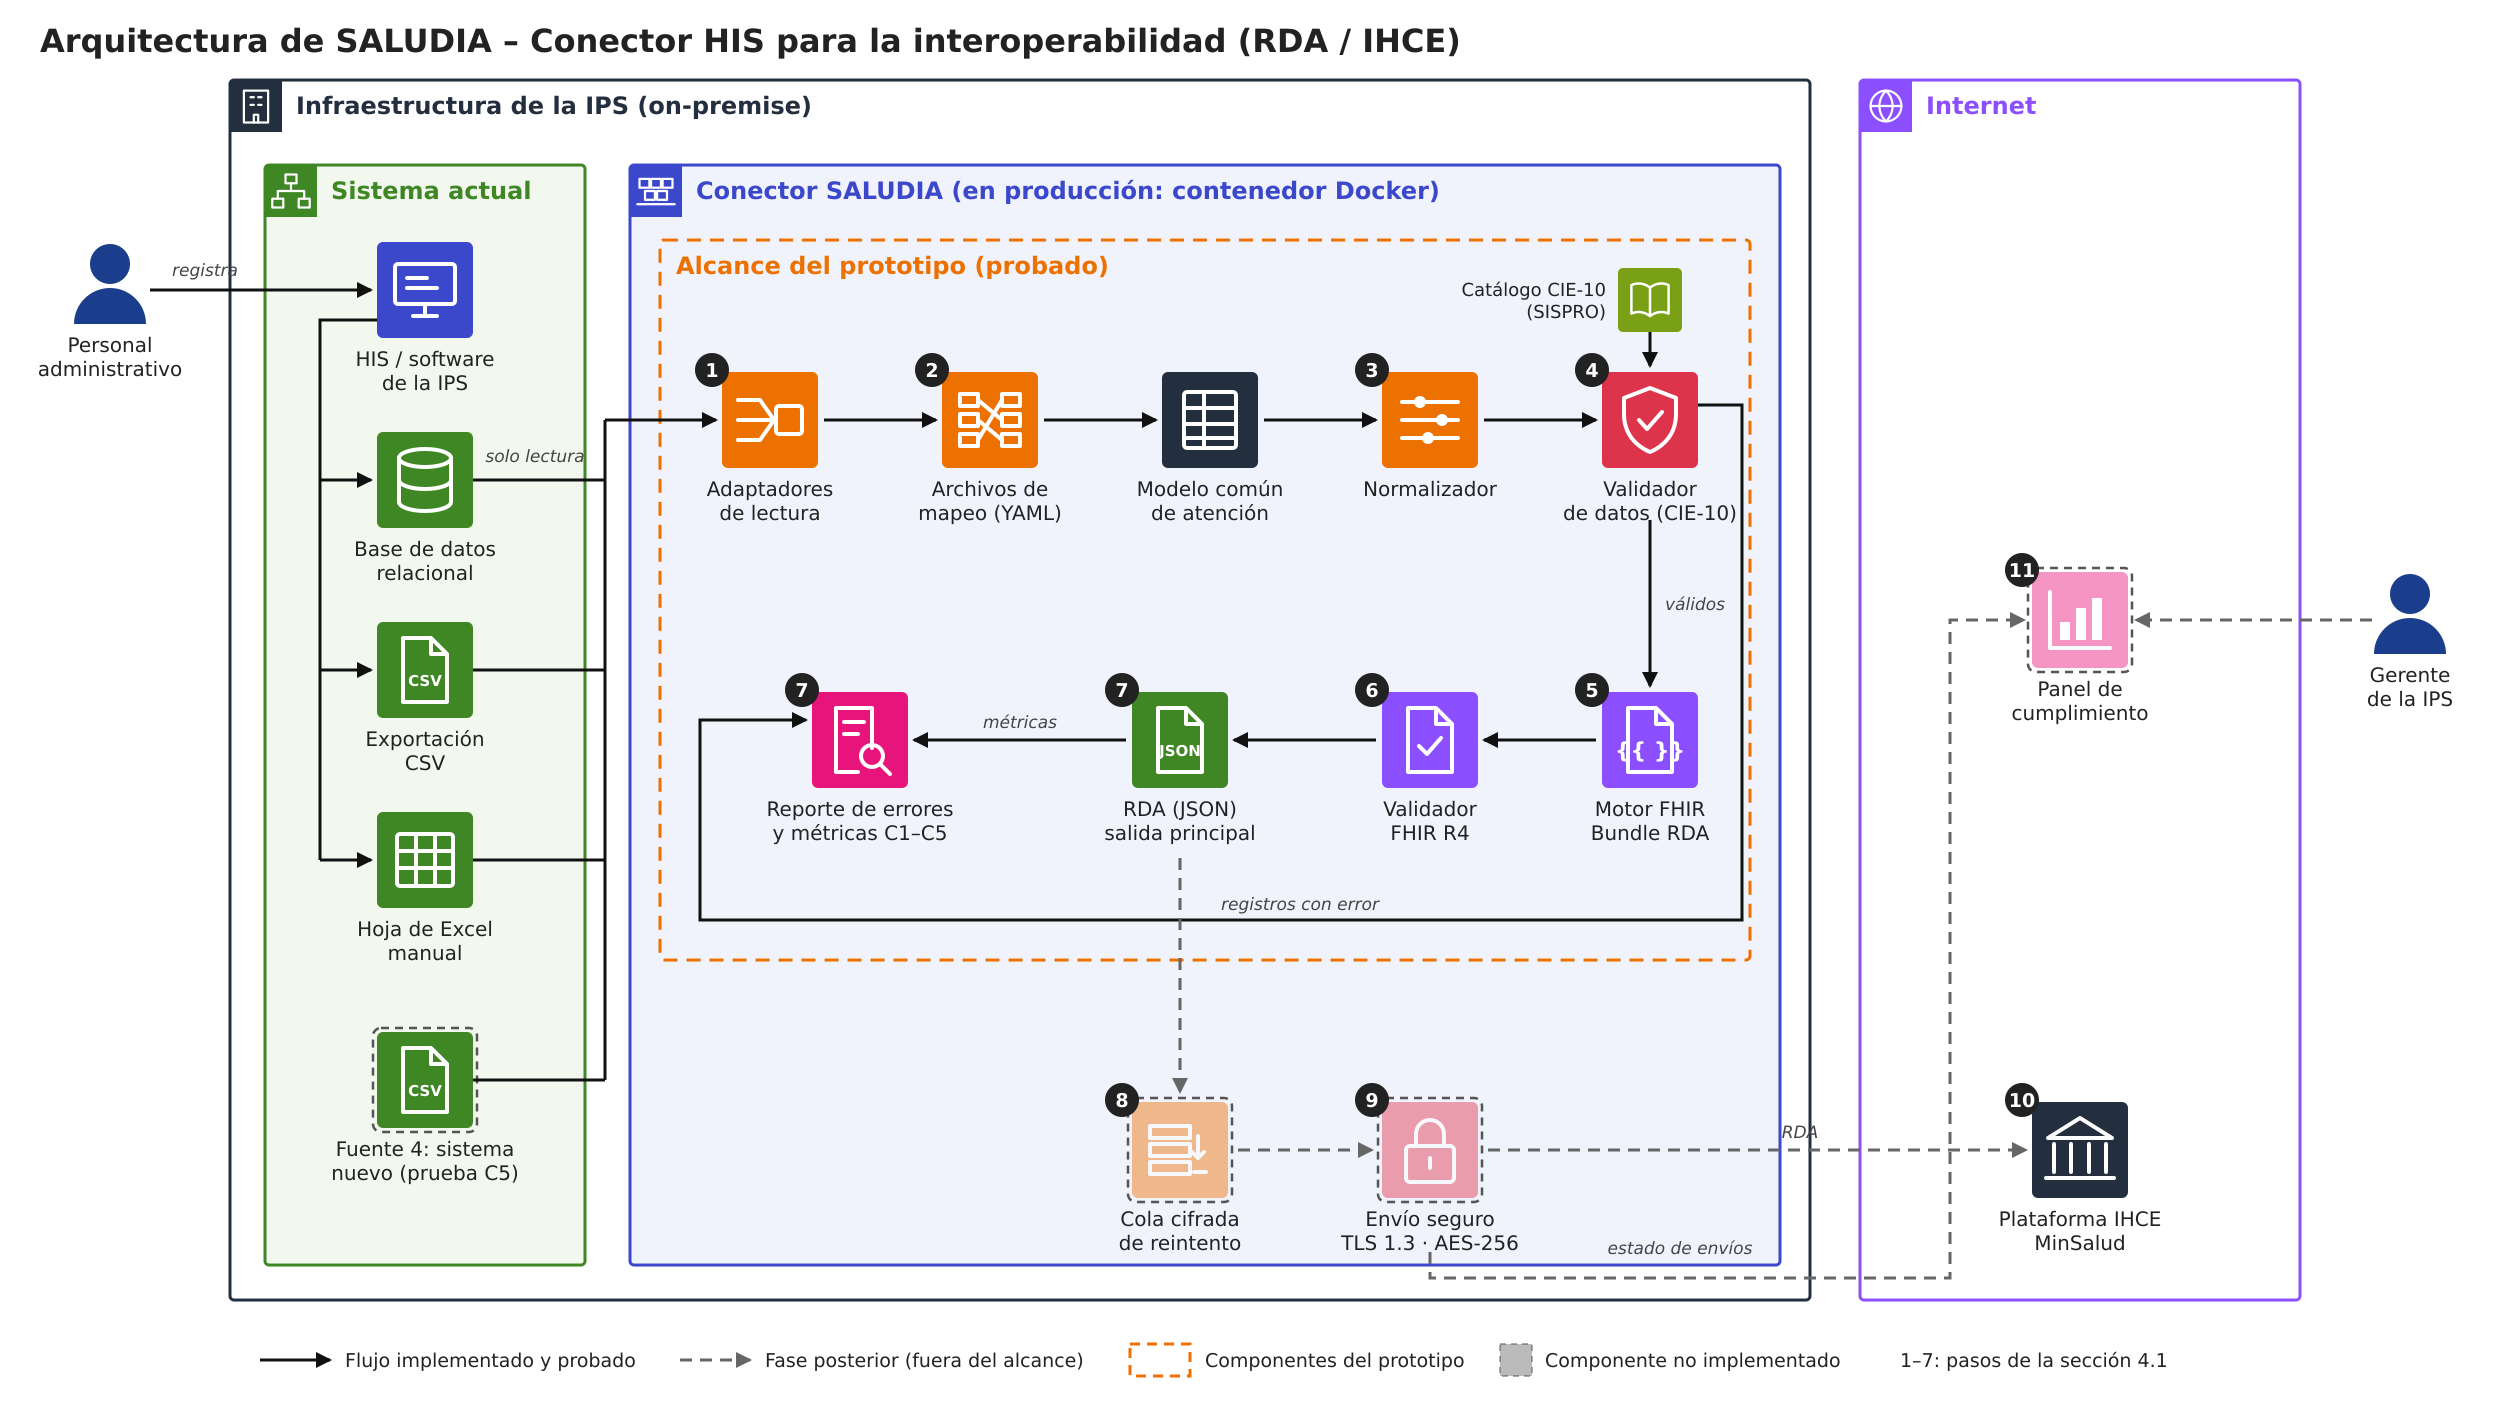 Arquitectura de SALUDIA – Conector HIS para la interoperabilidad (RDA / IHCE)
Infraestructura de la IPS (on-premise)
Internet
Sistema actual
Conector SALUDIA (en producción: contenedor Docker)
Alcance del prototipo (probado)
registra
Personal
administrativo
HIS / software
de la IPS
solo lectura
Base de datos
relacional
CSV
Exportación
CSV
Hoja de Excel
manual
CSV
Fuente 4: sistema
nuevo (prueba C5)
Catálogo CIE-10
(SISPRO)
1
Adaptadores
de lectura
2
Archivos de
mapeo (YAML)
Modelo común
de atención
3
Normalizador
4
Validador
de datos (CIE-10)
válidos
7
Reporte de errores
y métricas C1–C5
métricas
7
JSON
RDA (JSON)
salida principal
6
Validador
FHIR R4
5
{{ }}
Motor FHIR
Bundle RDA
registros con error
8
Cola cifrada
de reintento
9
Envío seguro
TLS 1.3 · AES-256
RDA
estado de envíos
11
Panel de
cumplimiento
Gerente
de la IPS
10
Plataforma IHCE
MinSalud
Flujo implementado y probado
Fase posterior (fuera del alcance)
Componentes del prototipo
Componente no implementado
1–7: pasos de la sección 4.1